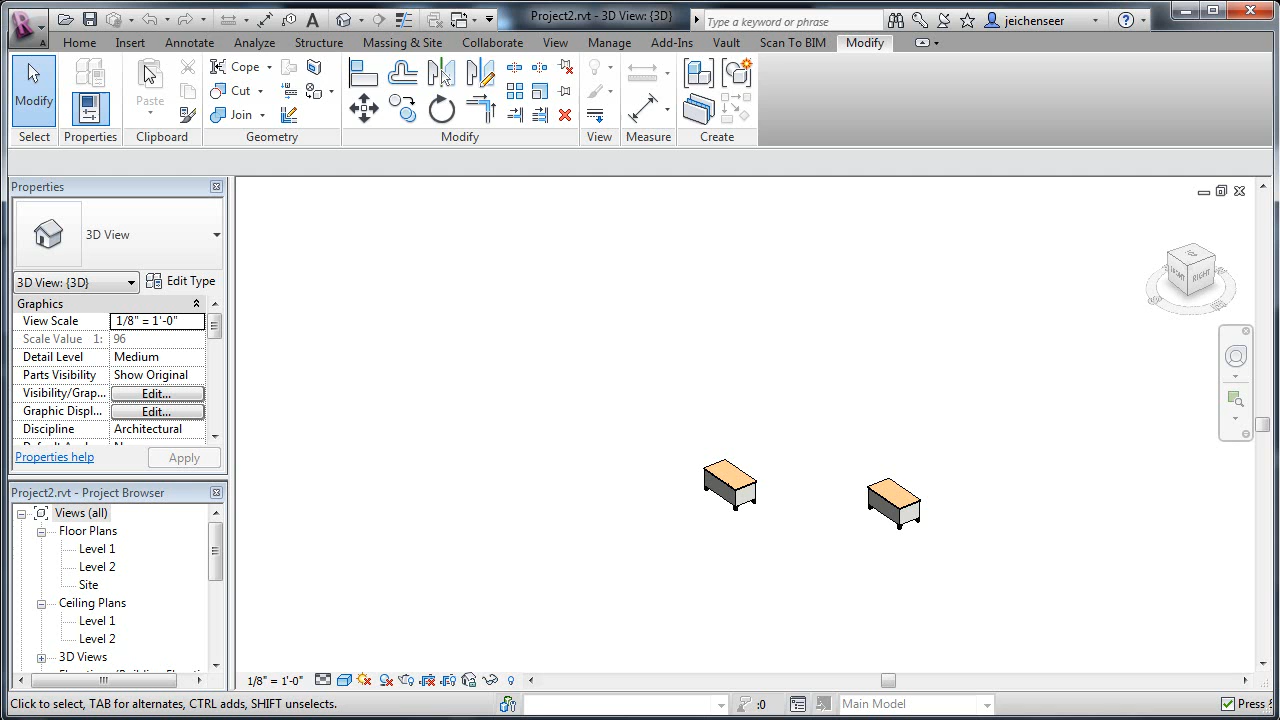 Project2.rvt - 3D View: {3D}
Type a keyword or phrase
jeichenseer
Home Insert Annotate Analyze Structure Massing & Site Collaborate View Manage Add-Ins Vault Scan To BIM Modify
Modify
Paste
Cope
Cut
Join
Select Properties Clipboard Geometry Modify View Measure Create
Properties
3D View
3D View: {3D} Edit Type
Graphics
View Scale 1/8" = 1'-0"
Scale Value 1: 96
Detail Level Medium
Parts Visibility Show Original
Visibility/Grap... Edit...
Graphic Displ... Edit...
Discipline Architectural
Properties help Apply
Project2.rvt - Project Browser
Views (all)
Floor Plans
Level 1
Level 2
Site
Ceiling Plans
Level 1
Level 2
3D Views
TOP
FRONT RIGHT
1/8" = 1'-0"
Click to select, TAB for alternates, CTRL adds, SHIFT unselects.
:0
Main Model
Press